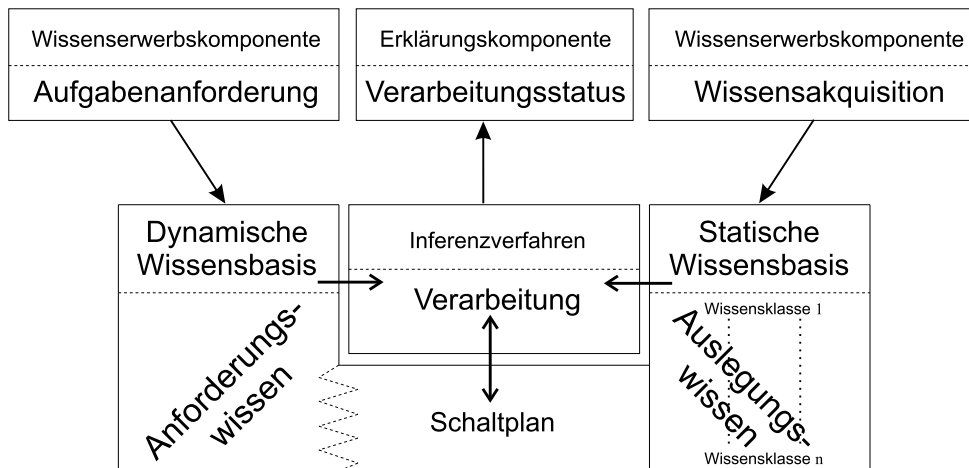 Wissenserwerbskomponente
Aufgabenanforderung
Erklärungskomponente
Verarbeitungsstatus
Wissenserwerbskomponente
Wissensakquisition
Dynamische
Wissensbasis
Anforderungs-
wissen
Inferenzverfahren
Verarbeitung
Schaltplan
Statische
Wissensbasis
Wissensklasse 1
Auslegungs-
wissen
Wissensklasse n